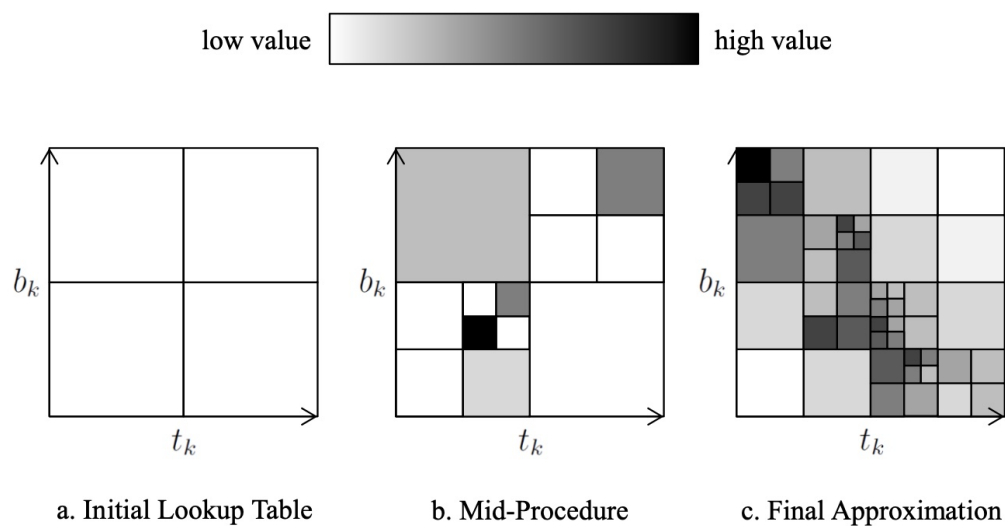 low value high value
b_k b_k b_k
t_k t_k t_k
a. Initial Lookup Table b. Mid-Procedure c. Final Approximation